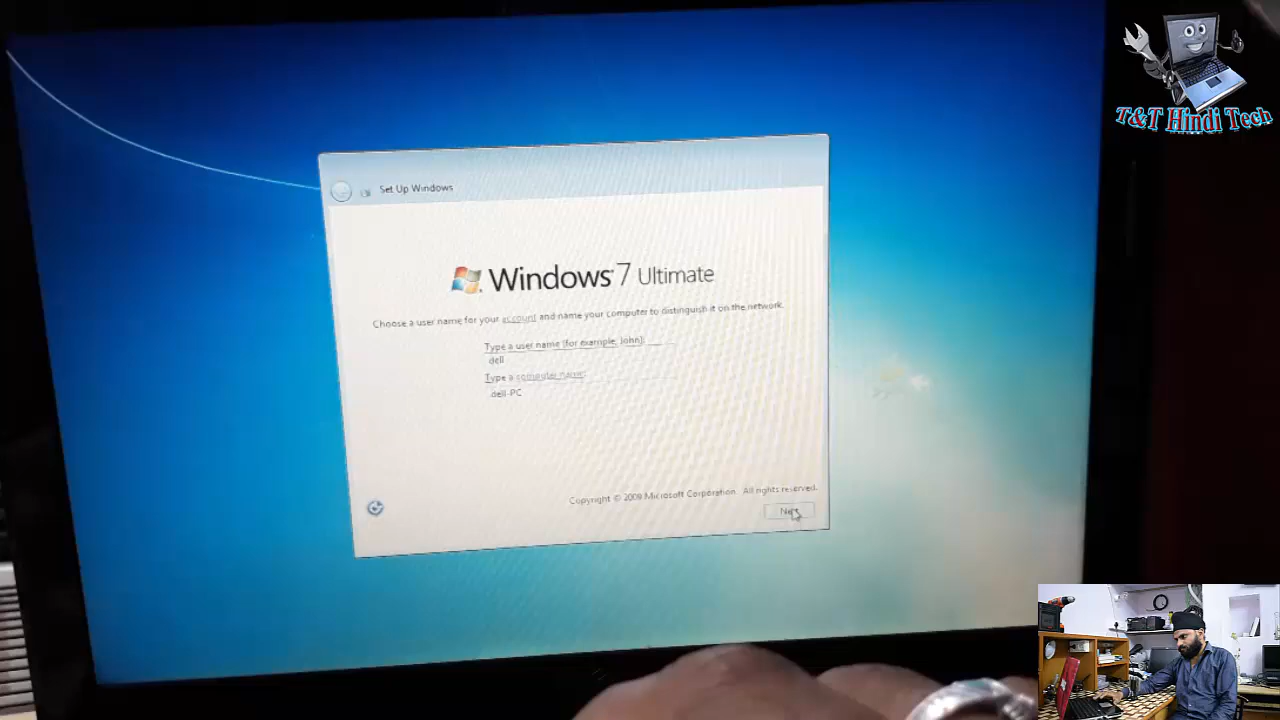 T&T Hindi Tech
Set Up Windows
Windows 7 Ultimate
Choose a user name for your account and name your computer to distinguish it on the network.
Type a user name (for example, John):
dell
Type a computer name:
dell-PC
Copyright © 2009 Microsoft Corporation. All rights reserved.
Next